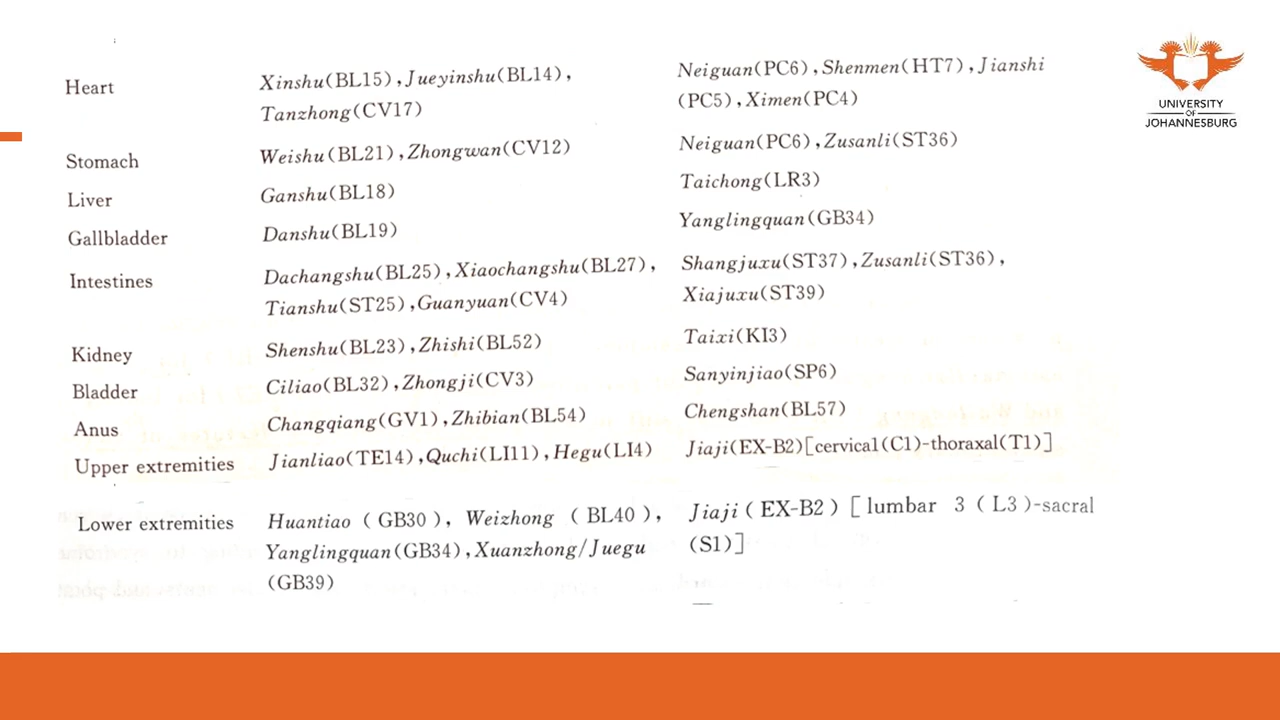 Heart Xinshu(BL15),Jueyinshu(BL14), Neiguan(PC6),Shenmen(HT7),Jianshi
Tanzhong(CV17) (PC5),Ximen(PC4)
Stomach Weishu(BL21),Zhongwan(CV12) Neiguan(PC6),Zusanli(ST36)
Liver Ganshu(BL18) Taichong(LR3)
Gallbladder Danshu(BL19) Yanglingquan(GB34)
Intestines Dachangshu(BL25),Xiaochangshu(BL27), Shangjuxu(ST37),Zusanli(ST36),
Tianshu(ST25),Guanyuan(CV4) Xiajuxu(ST39)
Kidney Shenshu(BL23),Zhishi(BL52) Taixi(KI3)
Bladder Ciliao(BL32),Zhongji(CV3) Sanyinjiao(SP6)
Anus Changqiang(GV1),Zhibian(BL54) Chengshan(BL57)
Upper extremities Jianliao(TE14),Quchi(LI11),Hegu(LI4) Jiaji(EX-B2)[cervical(C1)-thoraxal(T1)]
Lower extremities Huantiao (GB30), Weizhong (BL40), Jiaji(EX-B2)[lumbar 3 (L3)-sacral
Yanglingquan(GB34),Xuanzhong/Juegu (S1)]
(GB39)
UNIVERSITY
OF
JOHANNESBURG